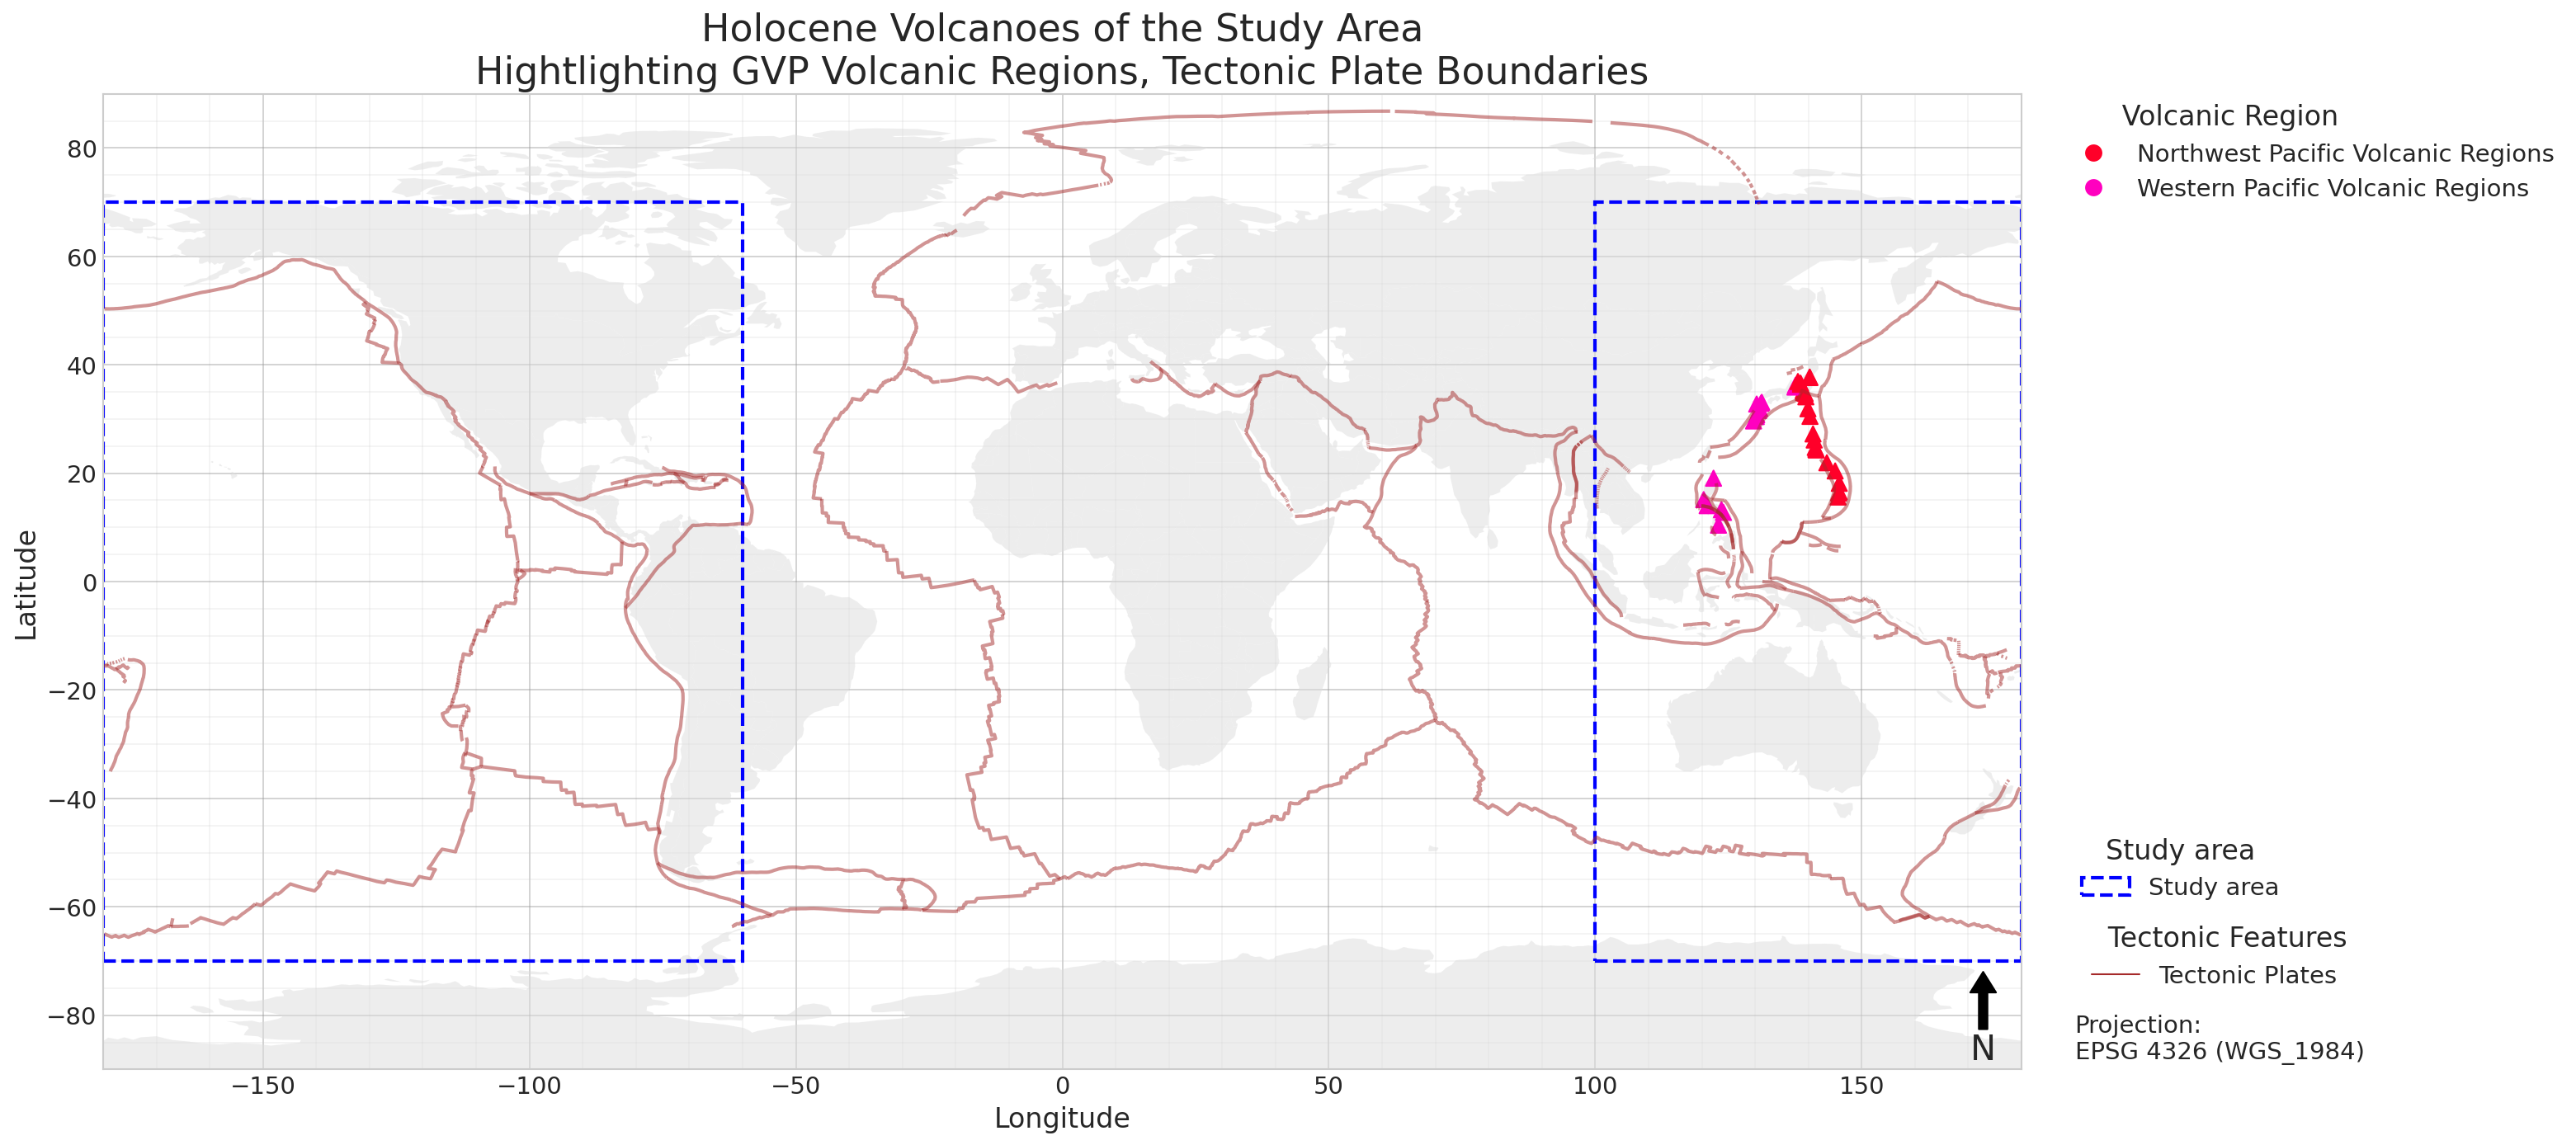 Holocene Volcanoes of the Study Area
Hightlighting GVP Volcanic Regions, Tectonic Plate Boundaries
Volcanic Region
Northwest Pacific Volcanic Regions
Western Pacific Volcanic Regions
Latitude
80
60
40
20
0
−20
−40
−60
−80
Study area
Study area
Tectonic Features
Tectonic Plates
N
Projection:
EPSG 4326 (WGS_1984)
−150
−100
−50
0
50
100
150
Longitude